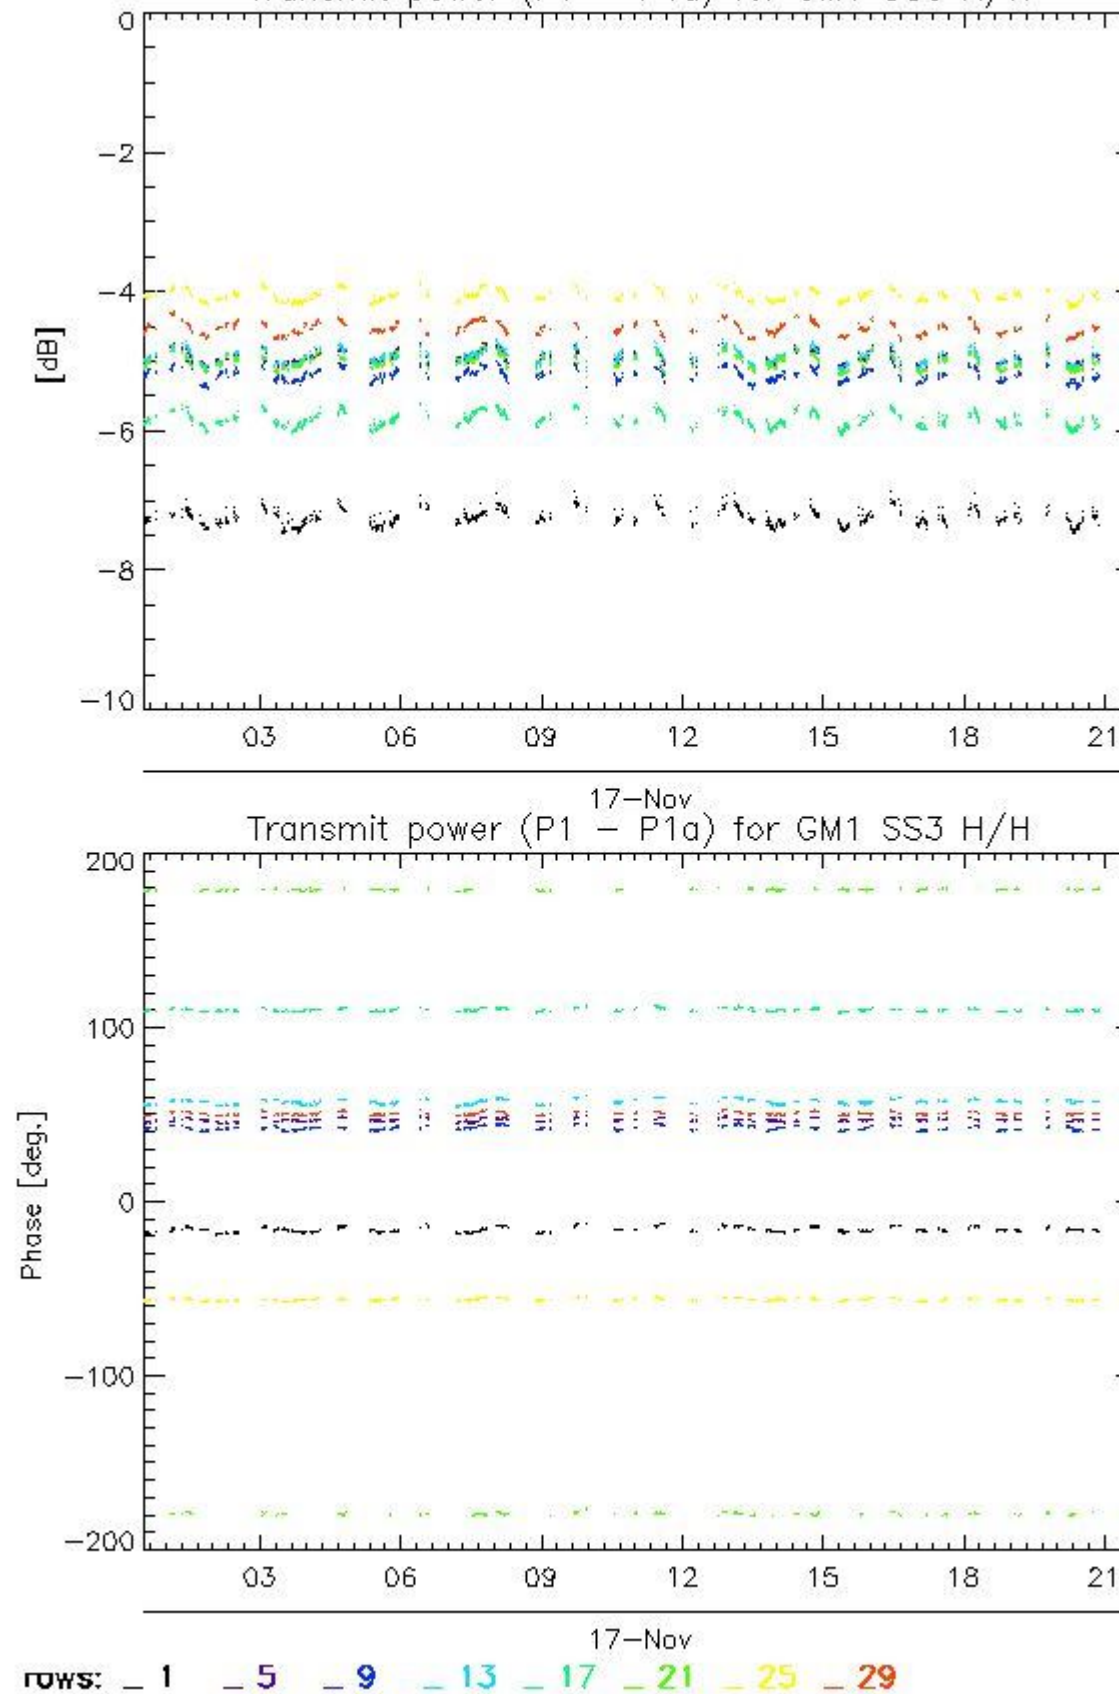 0
−2
−4
−6
−8
−10
[dB]
03 06 09 12 15 18 21
17−Nov
Transmit power (P1 − P1a) for GM1 SS3 H/H
200
100
0
−100
−200
Phase [deg.]
03 06 09 12 15 18 21
17−Nov
rows: _ 1 _ 5 _ 9 _ 13 _ 17 _ 21 _ 25 _ 29